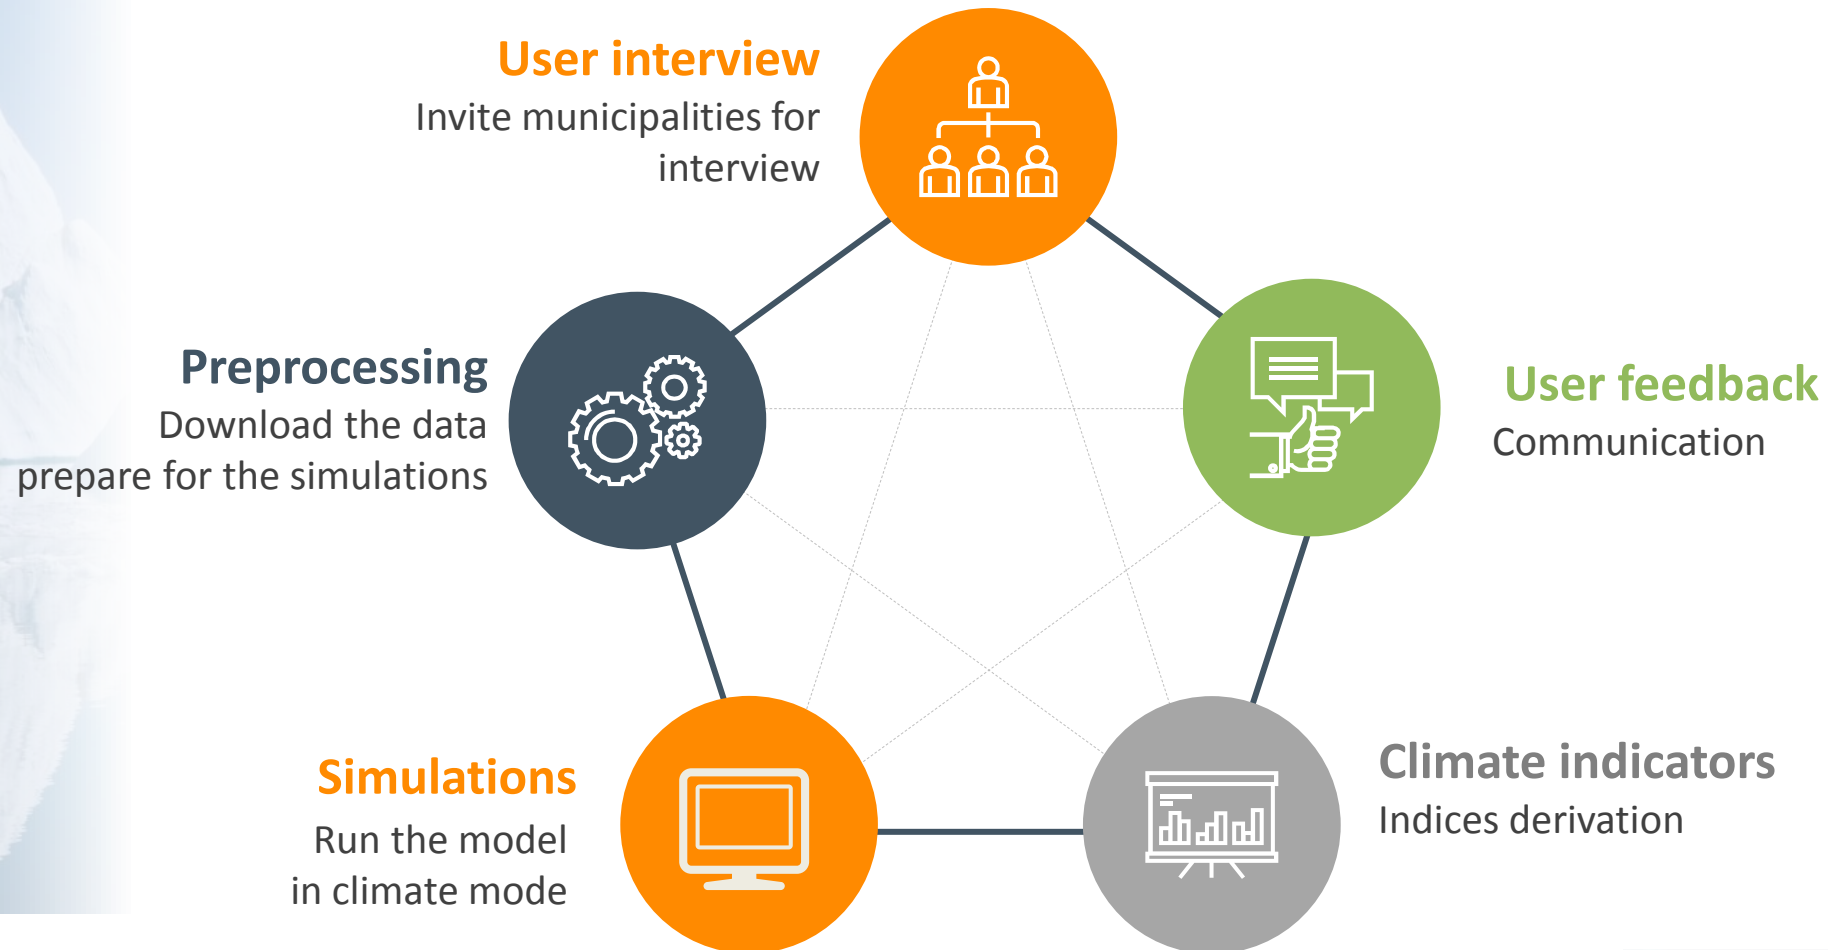 User interview
Invite municipalities for
interview
Preprocessing
Download the data
prepare for the simulations
User feedback
Communication
Simulations
Run the model
in climate mode
Climate indicators
Indices derivation